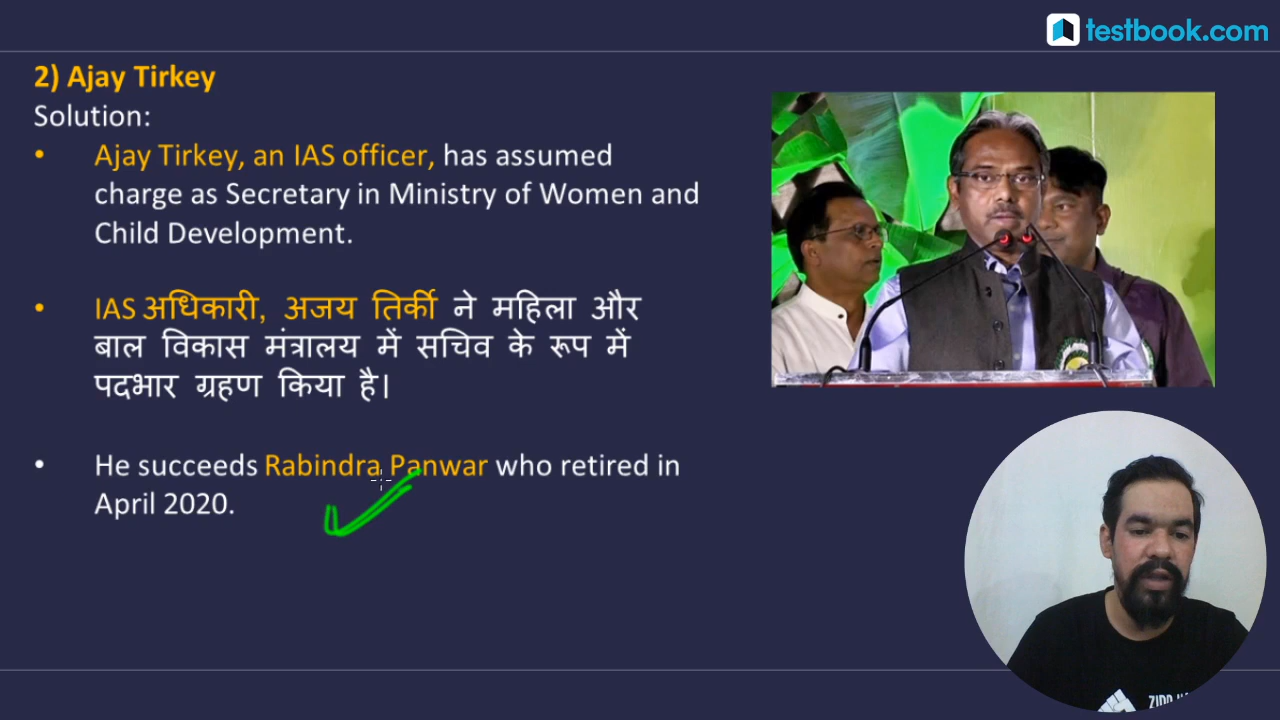 testbook.com
2) Ajay Tirkey
Solution:
• Ajay Tirkey, an IAS officer, has assumed
charge as Secretary in Ministry of Women and
Child Development.
• IAS अधिकारी, अजय तिर्की ने महिला और
बाल विकास मंत्रालय में सचिव के रूप में
पदभार ग्रहण किया है।
• He succeeds Rabindra Panwar who retired in
April 2020.